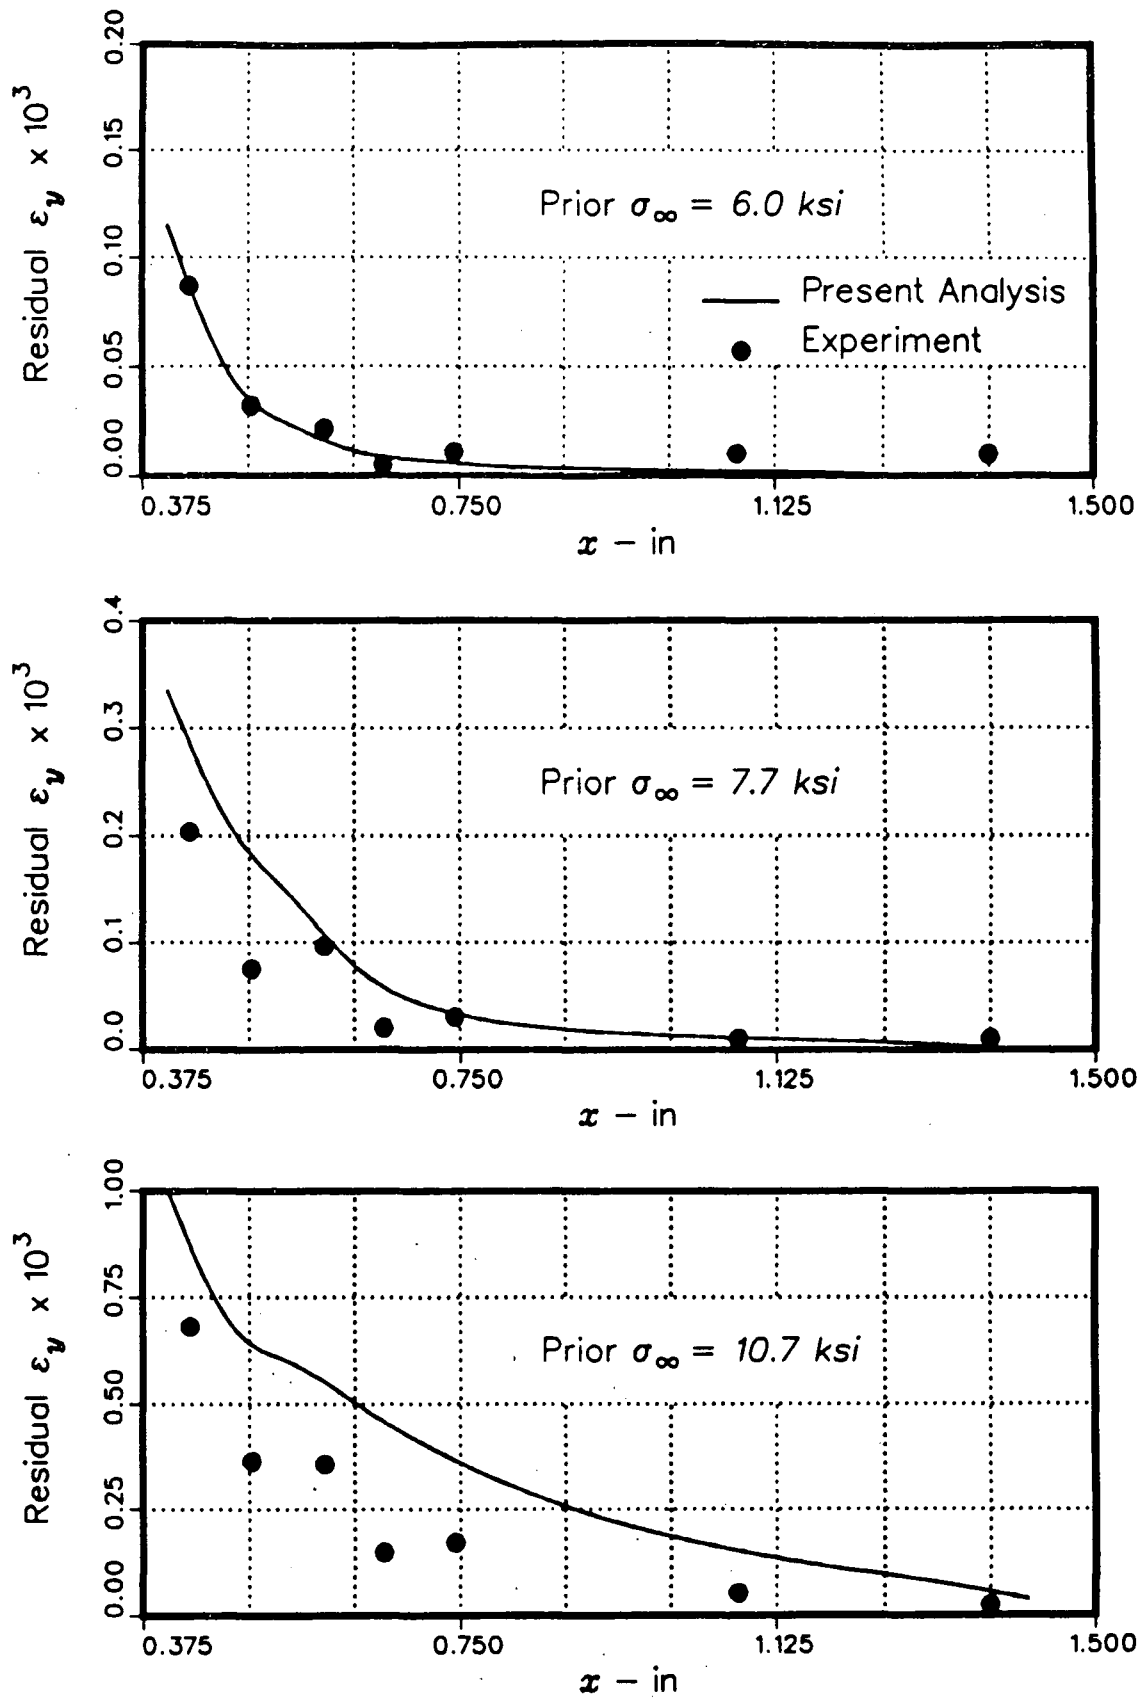 Residual εy x 10³
0.20
0.15
0.10
0.05
0.00
Prior σ∞ = 6.0 ksi
Present Analysis
Experiment
0.375 0.750 1.125 1.500
x – in
Residual εy x 10³
0.4
0.3
0.2
0.1
0.0
Prior σ∞ = 7.7 ksi
0.375 0.750 1.125 1.500
x – in
Residual εy x 10³
1.00
0.75
0.50
0.25
0.00
Prior σ∞ = 10.7 ksi
0.375 0.750 1.125 1.500
x – in